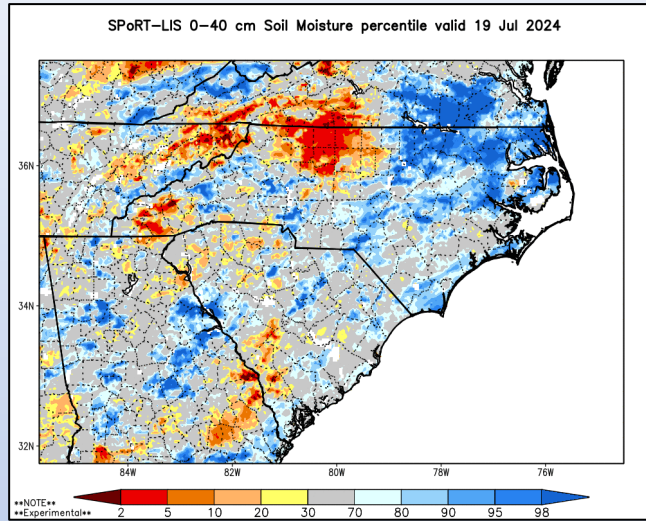 SPoRT-LIS 0-40 cm Soil Moisture percentile valid 19 Jul 2024
36N
34N
32N
84W 82W 80W 78W 76W
**NOTE**
**Experimental** 2 5 10 20 30 70 80 90 95 98